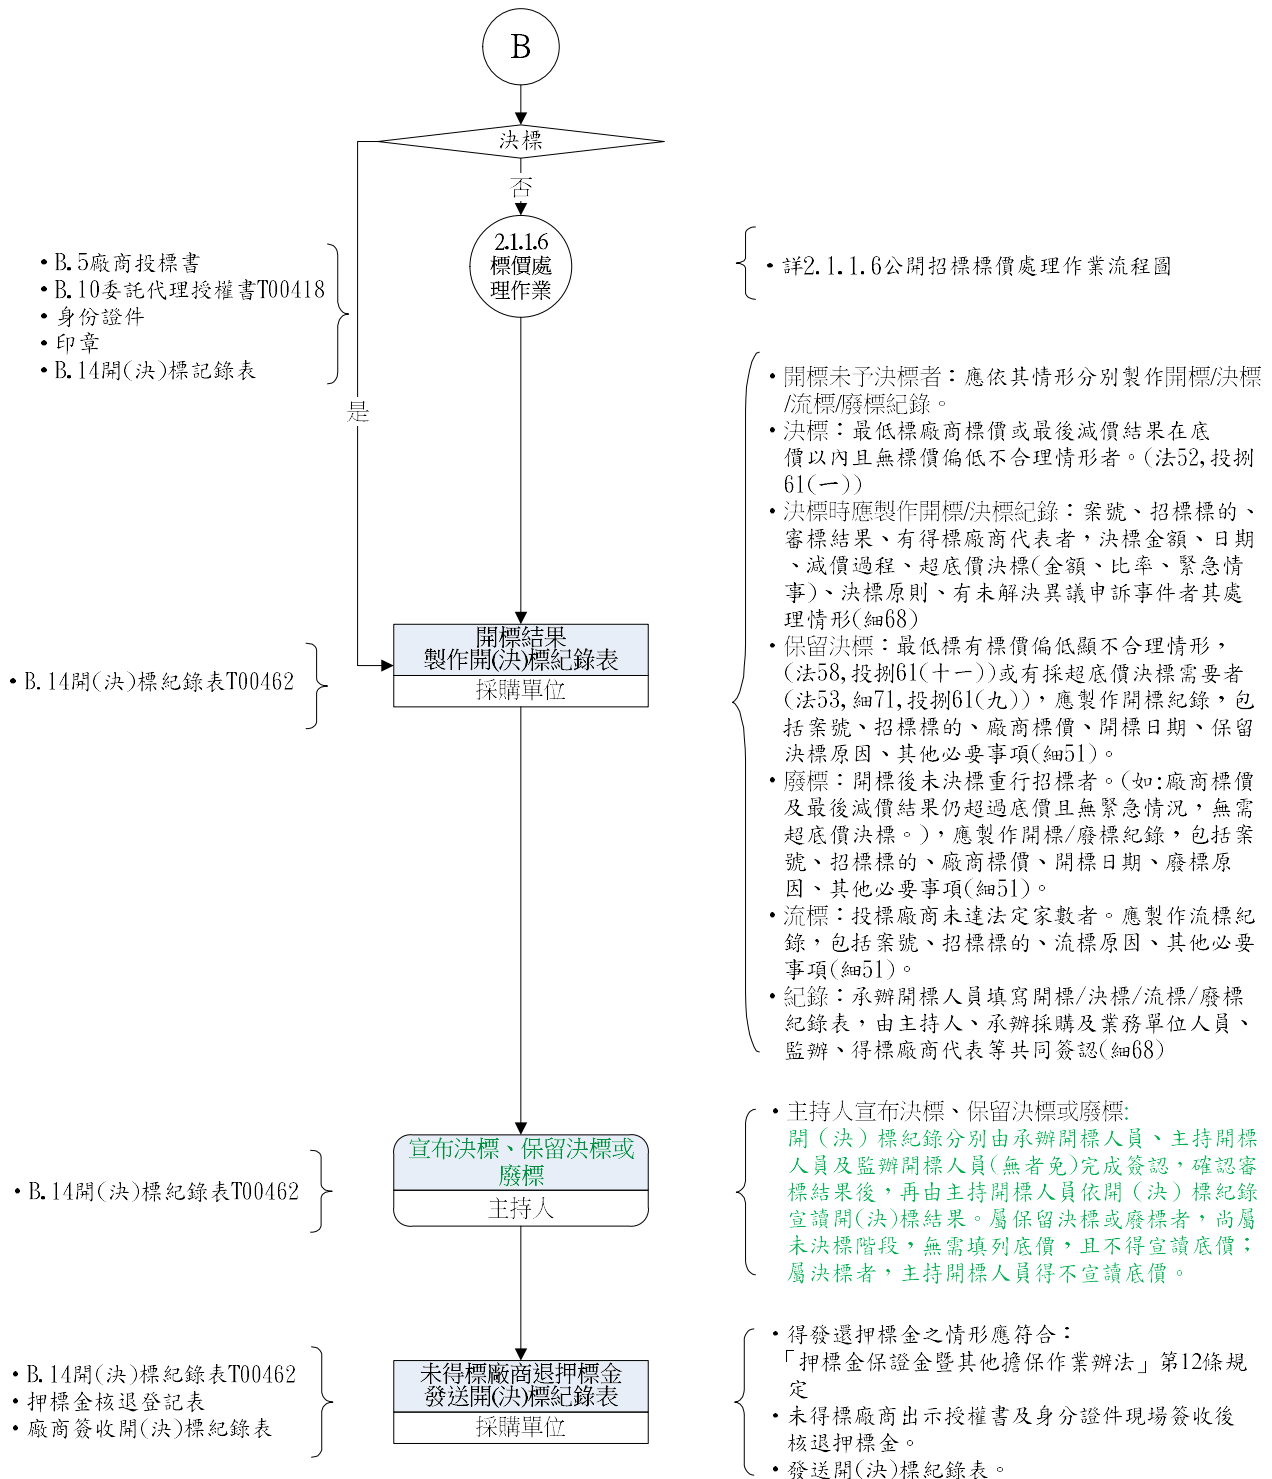 B
決標
否
2.1.1.6
標價處
理作業
• 詳2.1.1.6公開招標標價處理作業流程圖
• B.5廠商投標書
• B.10委託代理授權書T00418
• 身份證件
• 印章
• B.14開(決)標記錄表
是
• 開標未予決標者：應依其情形分別製作開標/決標
/流標/廢標紀錄。
• 決標：最低標廠商標價或最後減價結果在底
價以內且無標價偏低不合理情形者。(法52,投捌
61(一))
• 決標時應製作開標/決標紀錄：案號、招標標的、
審標結果、有得標廠商代表者，決標金額、日期
、減價過程、超底價決標(金額、比率、緊急情
事)、決標原則、有未解決異議申訴事件者其處
理情形(細68)
• 保留決標：最低標有標價偏低顯不合理情形，
(法58,投捌61(十一))或有採超底價決標需要者
(法53,細71,投捌61(九))，應製作開標紀錄，包
括案號、招標標的、廠商標價、開標日期、保留
決標原因、其他必要事項(細51)。
• 廢標：開標後未決標重行招標者。(如:廠商標價
及最後減價結果仍超過底價且無緊急情況，無需
超底價決標。)，應製作開標/廢標紀錄，包括案
號、招標標的、廠商標價、開標日期、廢標原
因、其他必要事項(細51)。
• 流標：投標廠商未達法定家數者。應製作流標紀
錄，包括案號、招標標的、流標原因、其他必要
事項(細51)。
• 紀錄：承辦開標人員填寫開標/決標/流標/廢標
紀錄表，由主持人、承辦採購及業務單位人員、
監辦、得標廠商代表等共同簽認(細68)
開標結果
製作開(決)標紀錄表
採購單位
• B.14開(決)標紀錄表T00462
宣布決標、保留決標或
廢標
主持人
• B.14開(決)標紀錄表T00462
• 主持人宣布決標、保留決標或廢標:
開（決）標紀錄分別由承辦開標人員、主持開標
人員及監辦開標人員(無者免)完成簽認，確認審
標結果後，再由主持開標人員依開（決）標紀錄
宣讀開(決)標結果。屬保留決標或廢標者，尚屬
未決標階段，無需填列底價，且不得宣讀底價；
屬決標者，主持開標人員得不宣讀底價。
未得標廠商退押標金
發送開(決)標紀錄表
採購單位
• B.14開(決)標紀錄表T00462
• 押標金核退登記表
• 廠商簽收開(決)標紀錄表
• 得發還押標金之情形應符合：
「押標金保證金暨其他擔保作業辦法」第12條規
定
• 未得標廠商出示授權書及身分證件現場簽收後
核退押標金。
• 發送開(決)標紀錄表。